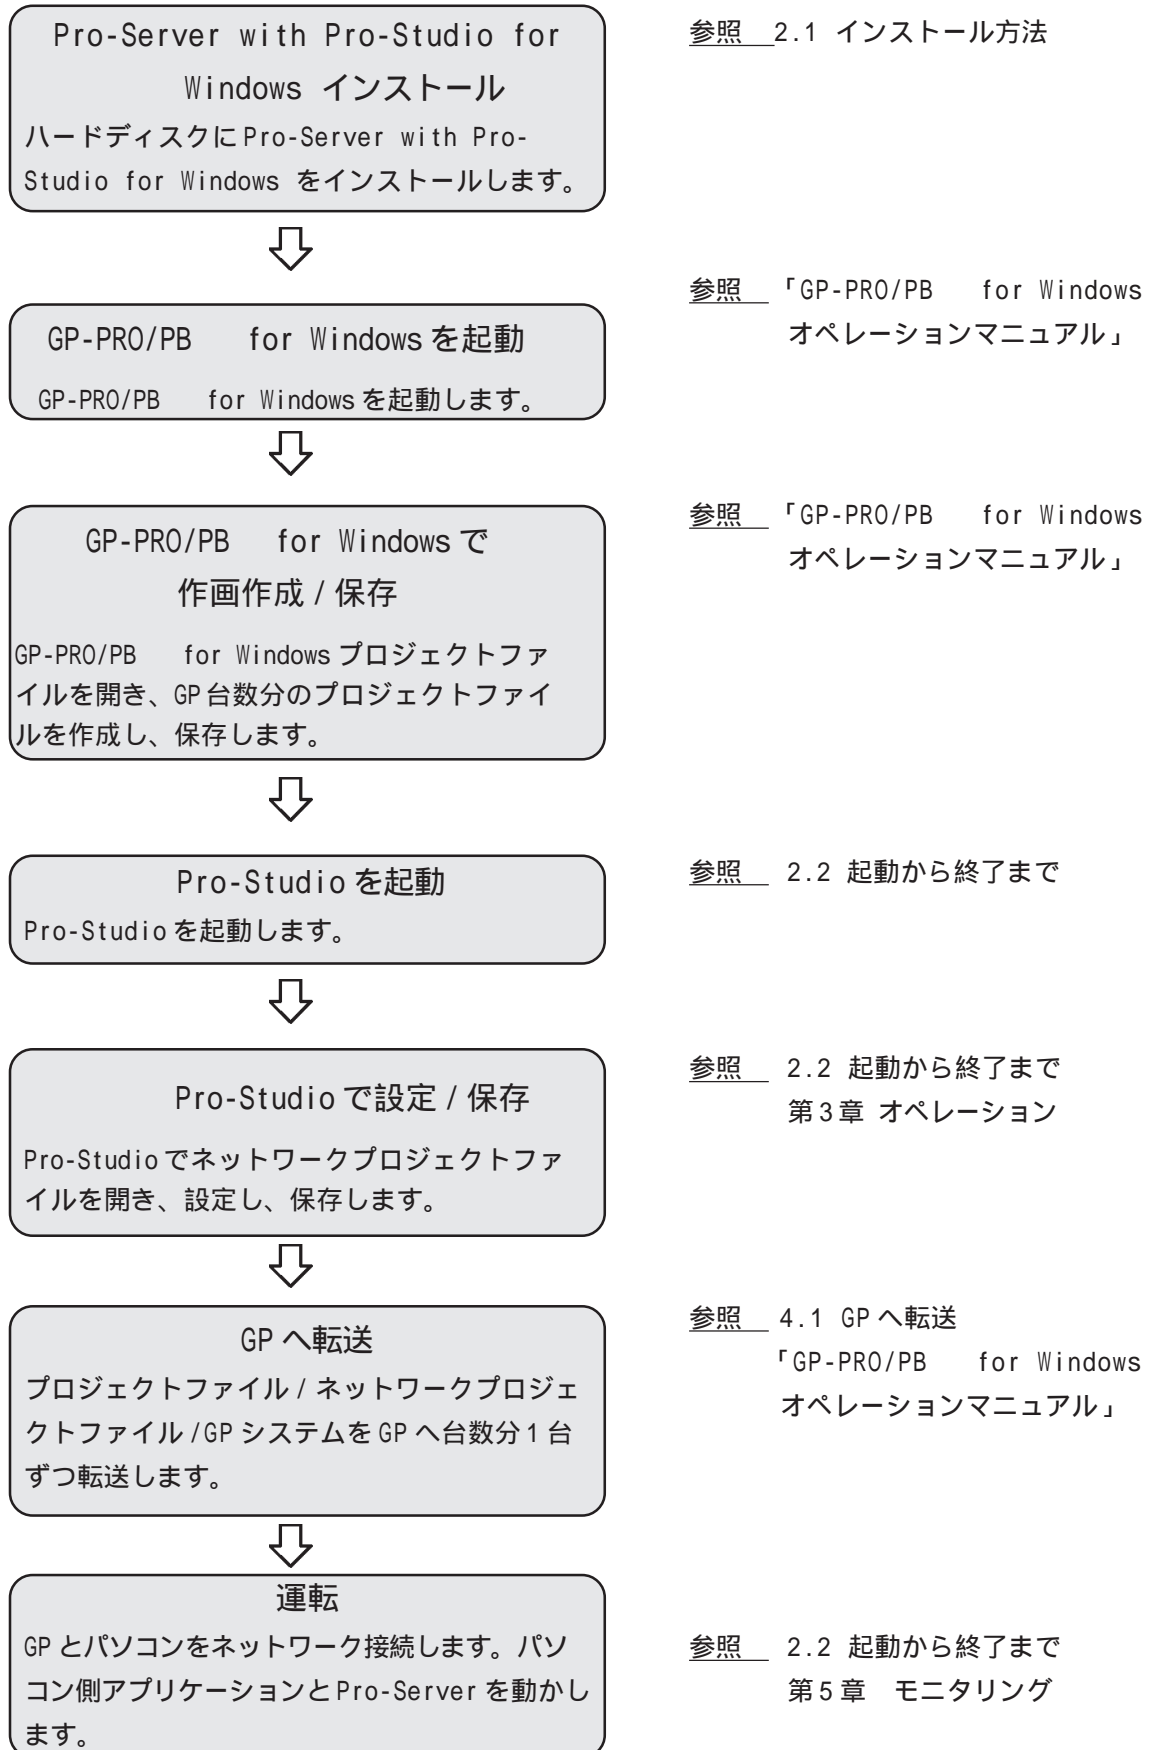 Pro-Server with Pro-Studio for
Windows インストール
ハードディスクにPro-Server with Pro-
Studio for Windows をインストールします。
参照 2.1 インストール方法
GP-PRO/PB for Windowsを起動
GP-PRO/PB for Windowsを起動します。
参照 「GP-PRO/PB for Windows
オペレーションマニュアル」
GP-PRO/PB for Windowsで
作画作成/保存
GP-PRO/PB for Windowsプロジェクトファ
イルを開き、GP台数分のプロジェクトファイ
ルを作成し、保存します。
参照 「GP-PRO/PB for Windows
オペレーションマニュアル」
Pro-Studioを起動
Pro-Studioを起動します。
参照 2.2 起動から終了まで
Pro-Studioで設定/保存
Pro-Studioでネットワークプロジェクトファ
イルを開き、設定し、保存します。
参照 2.2 起動から終了まで
第3章 オペレーション
GPへ転送
プロジェクトファイル/ネットワークプロジェ
クトファイル/GPシステムをGPへ台数分1台
ずつ転送します。
参照 4.1 GPへ転送
「GP-PRO/PB for Windows
オペレーションマニュアル」
運転
GPとパソコンをネットワーク接続します。パソ
コン側アプリケーションとPro-Serverを動かし
ます。
参照 2.2 起動から終了まで
第5章 モニタリング